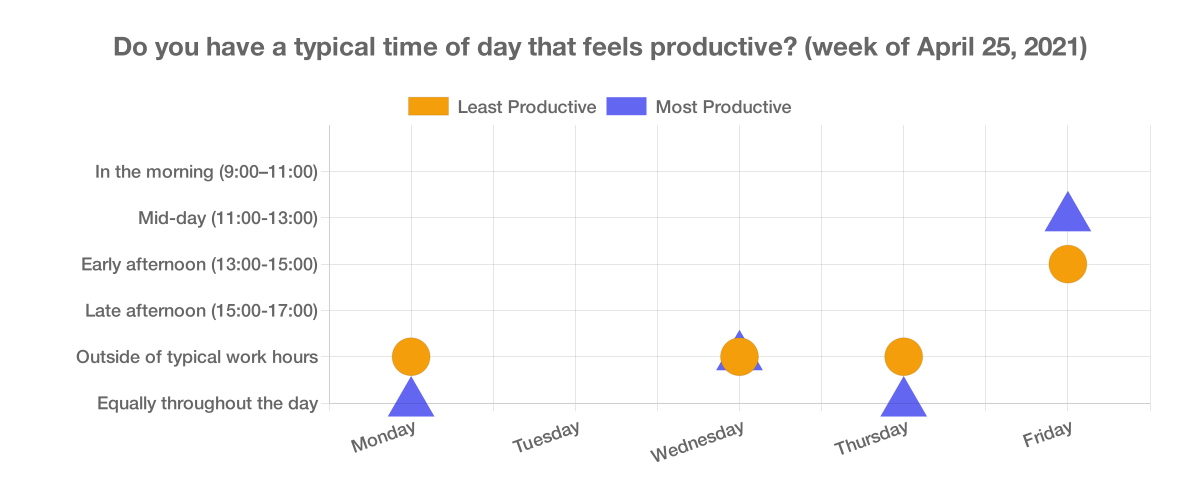 Do you have a typical time of day that feels productive? (week of April 25, 2021)
Least Productive
Most Productive
In the morning (9:00–11:00)
Mid-day (11:00-13:00)
Early afternoon (13:00-15:00)
Late afternoon (15:00-17:00)
Outside of typical work hours
Equally throughout the day
Monday
Tuesday
Wednesday
Thursday
Friday